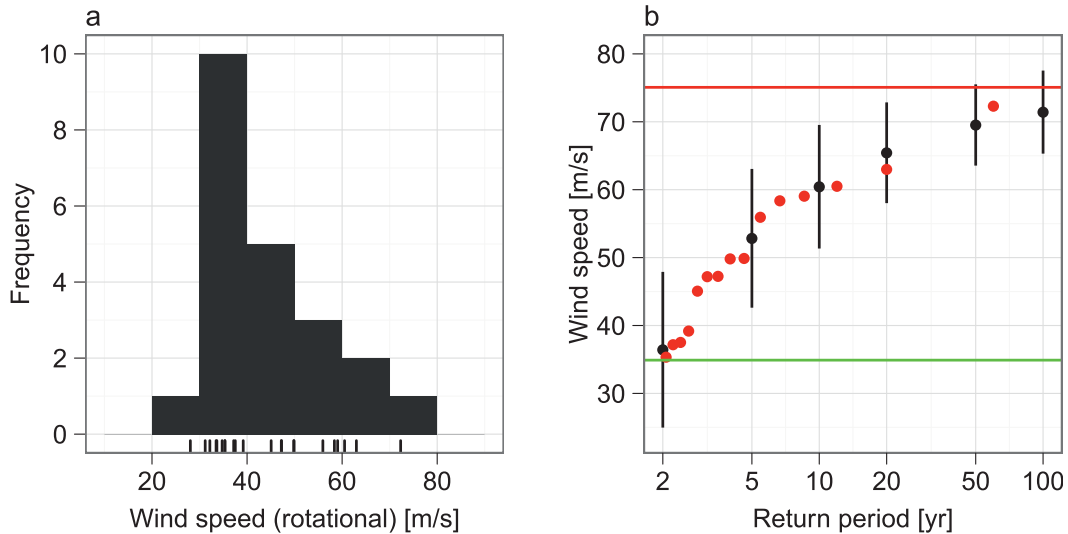 a
Frequency
10
8
6
4
2
0
20 40 60 80
Wind speed (rotational) [m/s]
b
Wind speed [m/s]
80
70
60
50
40
30
2 5 10 20 50 100
Return period [yr]